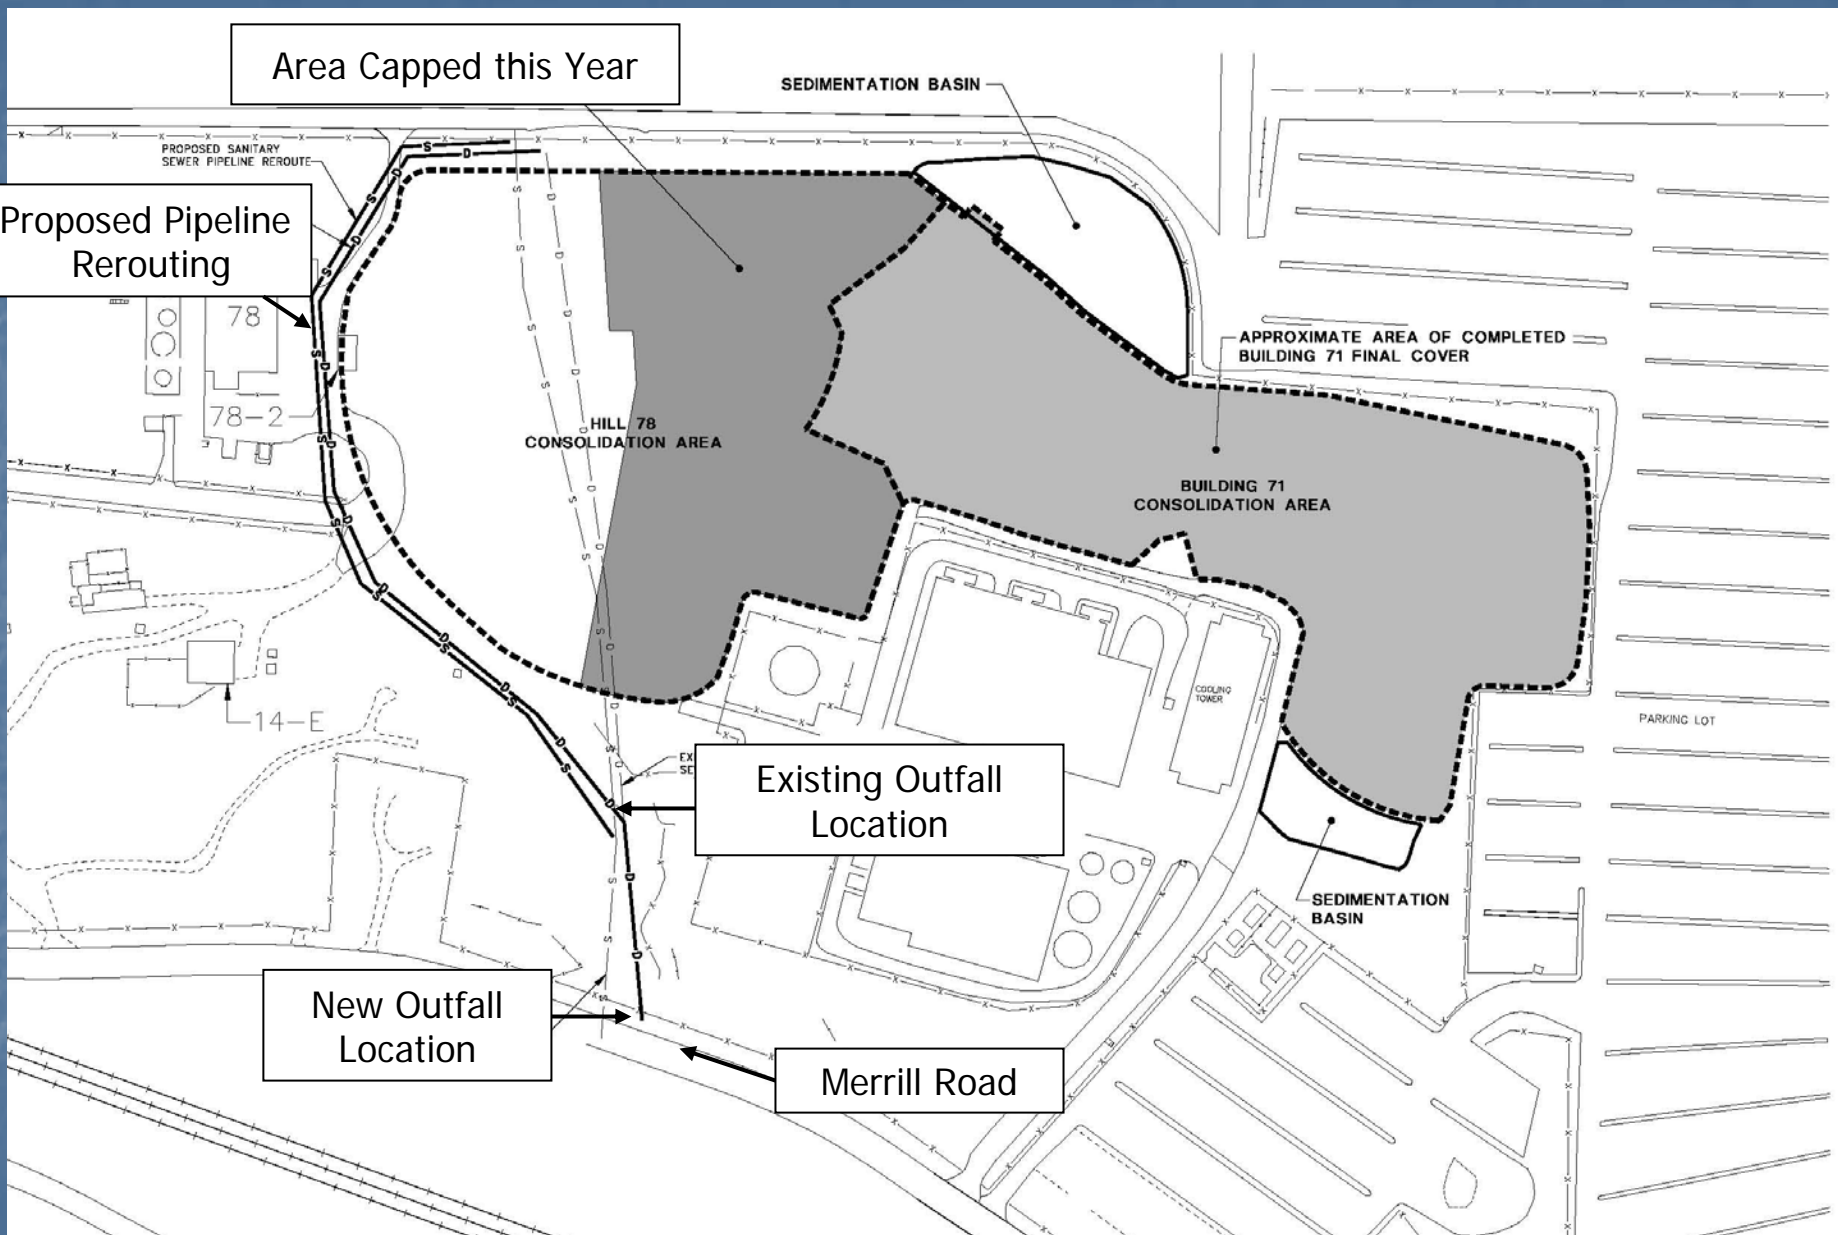 Area Capped this Year
SEDIMENTATION BASIN
PROPOSED SANITARY
SEWER PIPELINE REROUTE
Proposed Pipeline
Rerouting
78
78-2
HILL 78
CONSOLIDATION AREA
APPROXIMATE AREA OF COMPLETED
BUILDING 71 FINAL COVER
BUILDING 71
CONSOLIDATION AREA
14-E
COOLING
TOWER
PARKING LOT
Existing Outfall
Location
SEDIMENTATION
BASIN
New Outfall
Location
Merrill Road